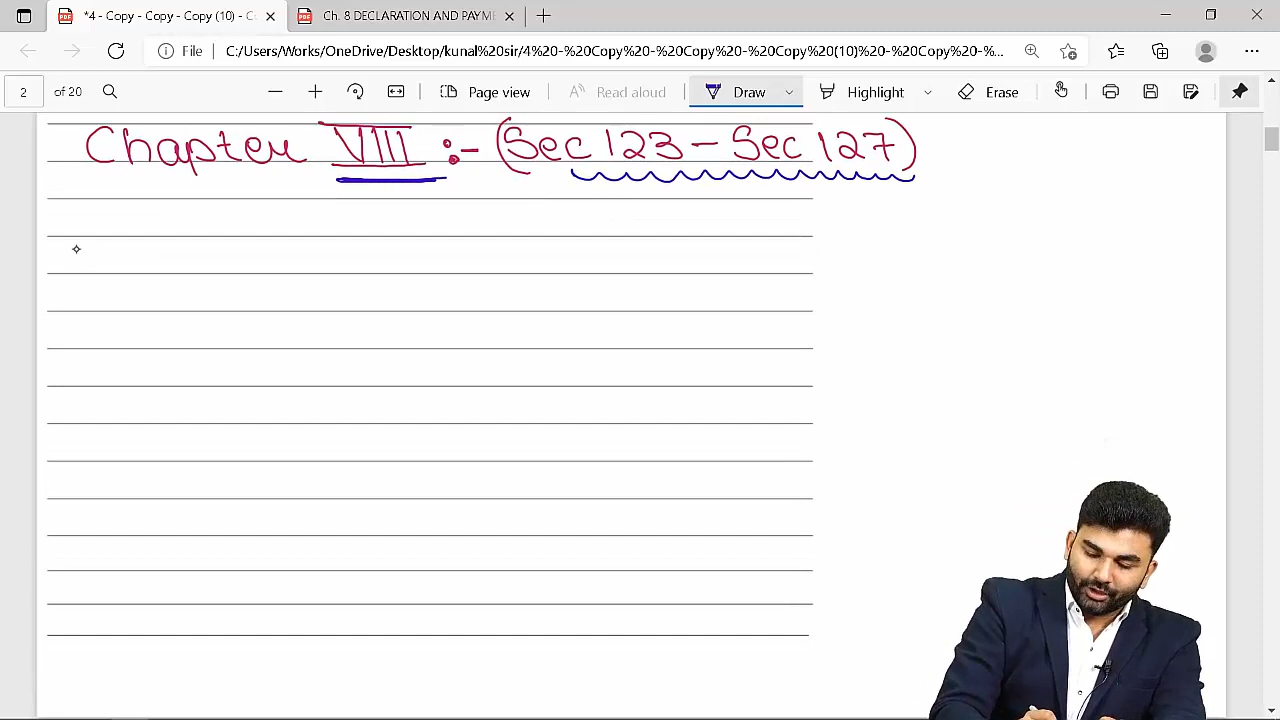 *4 - Copy - Copy - Copy (10) - C
Ch. 8 DECLARATION AND PAYM
File
C:/Users/Works/OneDrive/Desktop/kunal%20sir/4%20-%20Copy%20-%20Copy%20-%20Copy%20(10)%20-%20Copy%20-%...
2
of 20
Page view
Read aloud
Draw
Highlight
Erase
Chapter VIII :- (Sec 123 - Sec 127)